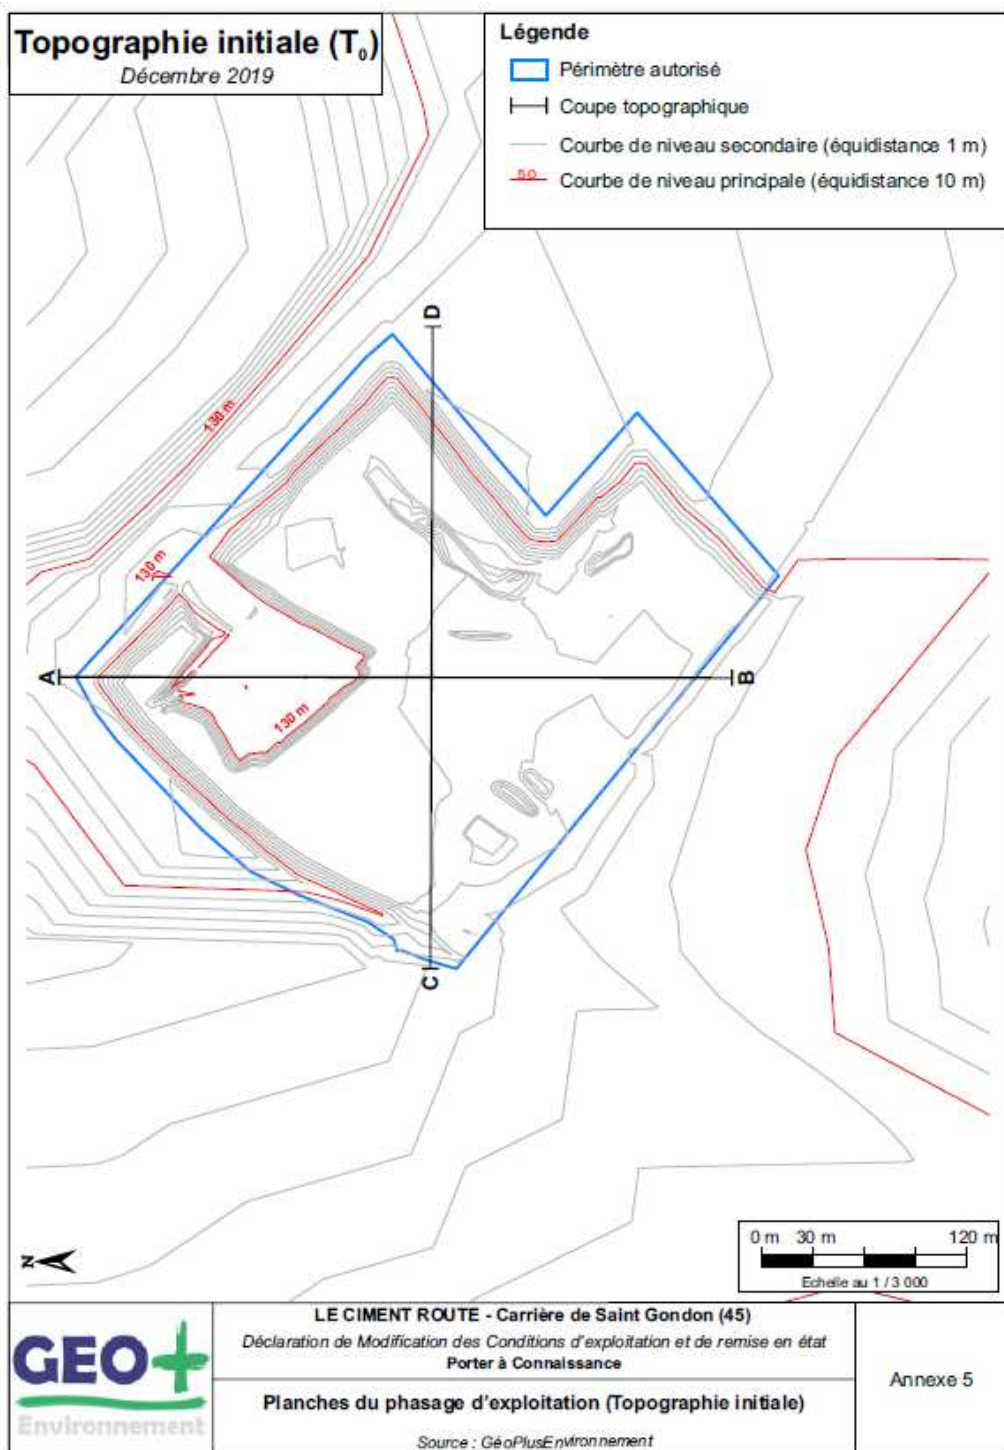 Topographie initiale (T₀)
Décembre 2019
Légende
Périmètre autorisé
Coupe topographique
Courbe de niveau secondaire (équidistance 1 m)
50 Courbe de niveau principale (équidistance 10 m)
D
130 m
130 m
A
B
130 m
C
N
0 m 30 m 120 m
Echelle au 1 / 3 000
GEO+
Environnement
LE CIMENT ROUTE - Carrière de Saint Gondon (45)
Déclaration de Modification des Conditions d'exploitation et de remise en état
Porter à Connaissance
Planches du phasage d'exploitation (Topographie initiale)
Source : GéoPlusEnvironnement
Annexe 5